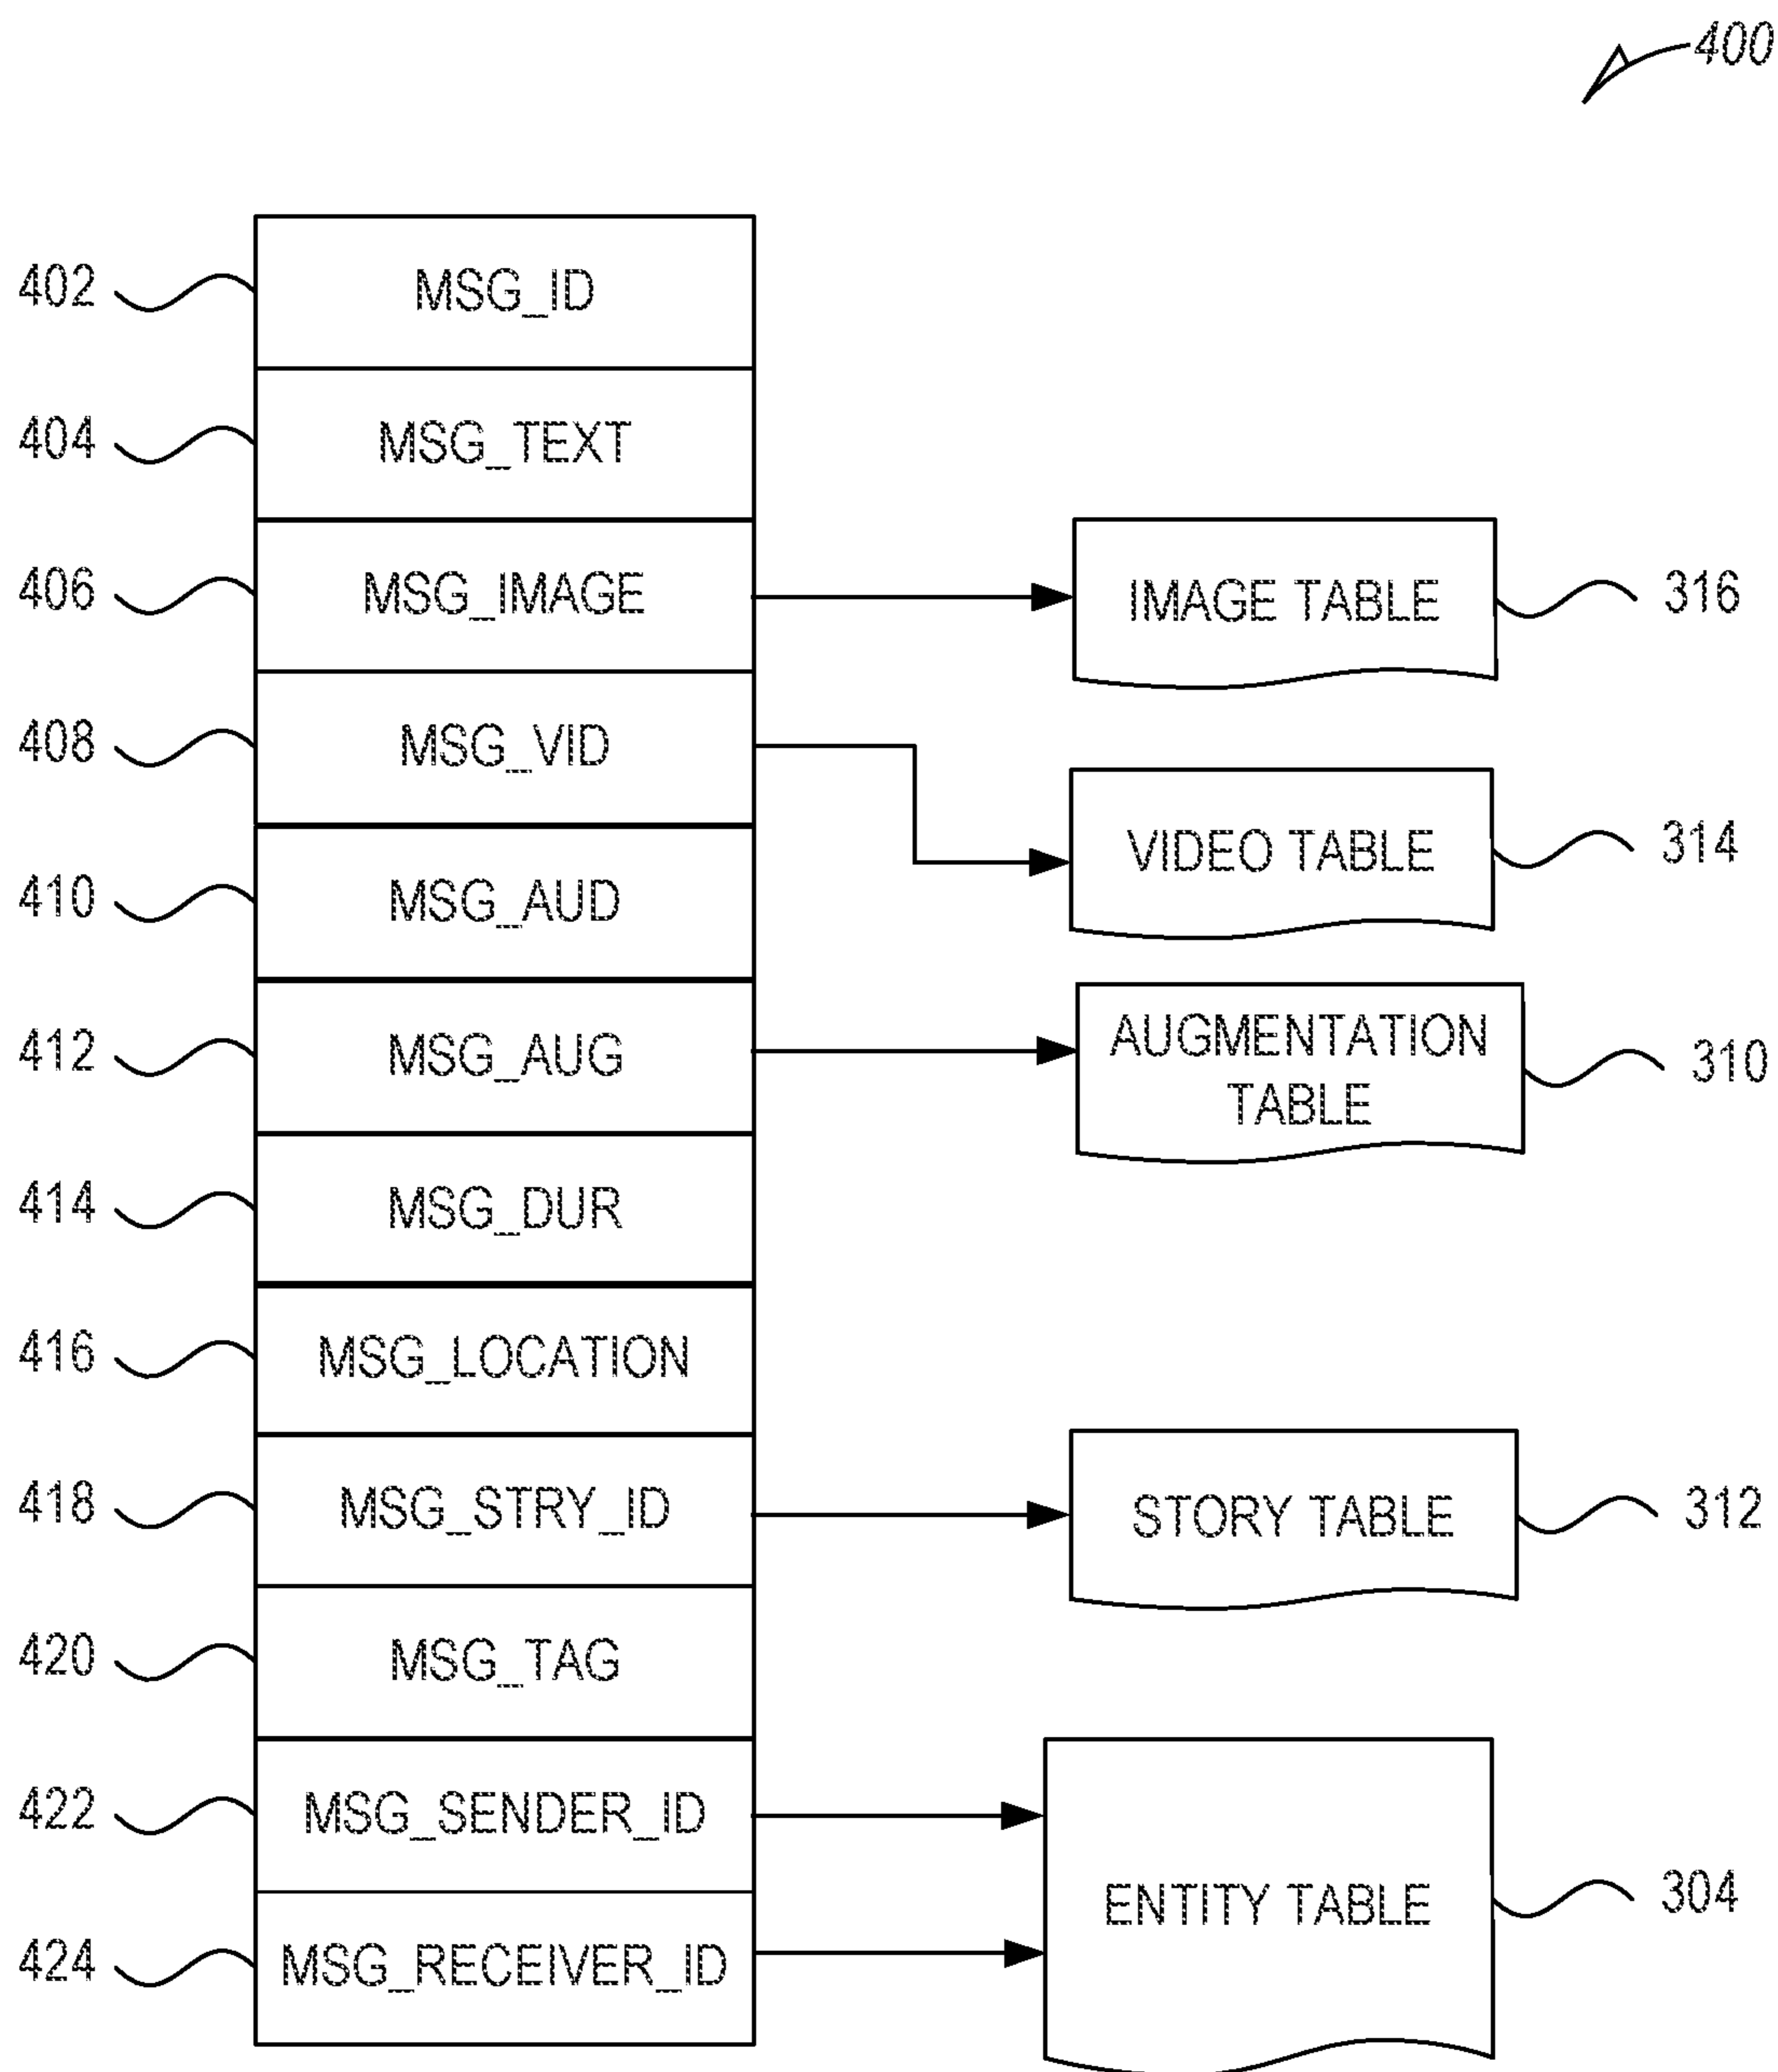 400
402 MSG_ID
404 MSG_TEXT
406 MSG_IMAGE IMAGE TABLE 316
408 MSG_VID
VIDEO TABLE 314
410 MSG_AUD
412 MSG_AUG AUGMENTATION TABLE 310
414 MSG_DUR
416 MSG_LOCATION
418 MSG_STRY_ID STORY TABLE 312
420 MSG_TAG
422 MSG_SENDER_ID
ENTITY TABLE 304
424 MSG_RECEIVER_ID